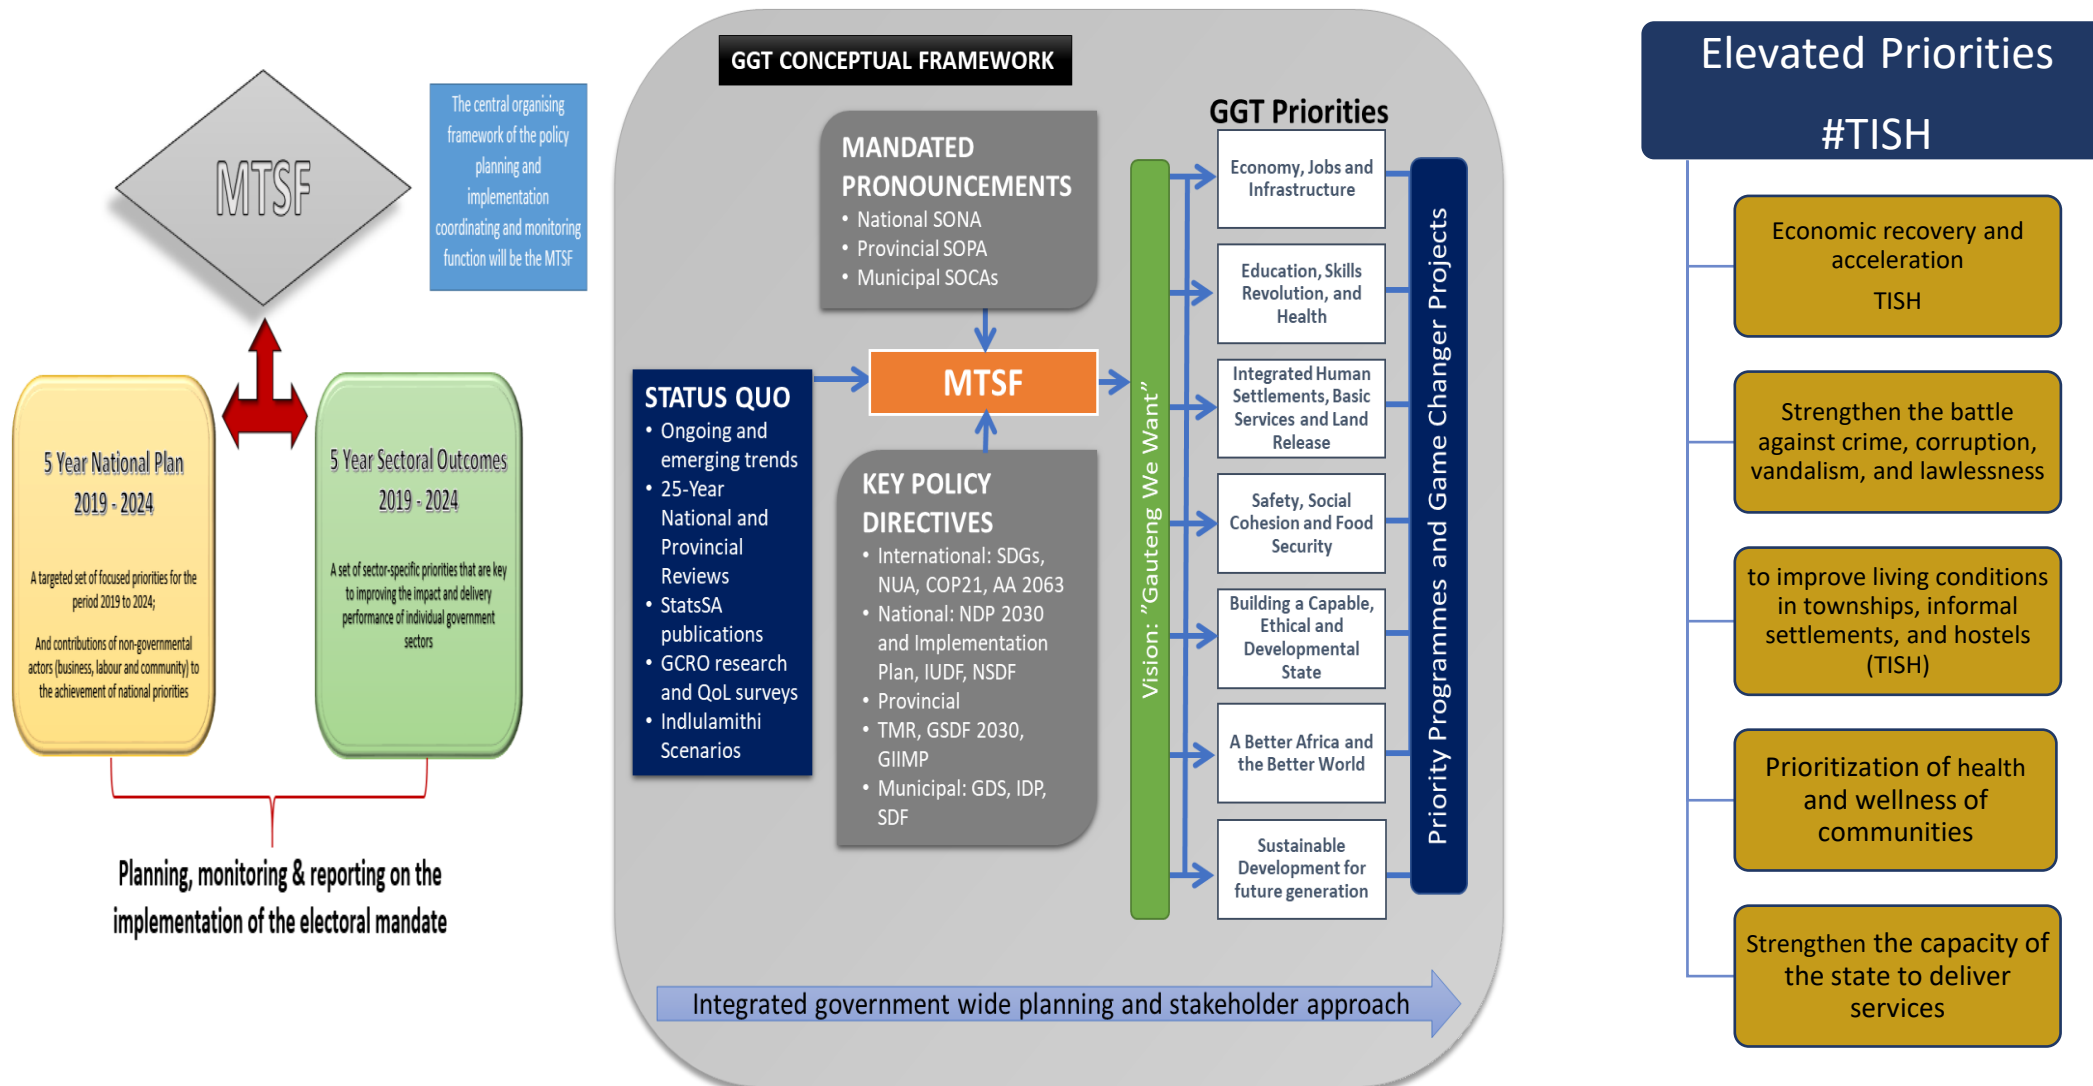 MTSF
The central organising
framework of the policy
planning and
implementation
coordinating and monitoring
function will be the MTSF
5 Year National Plan
2019 - 2024
A targeted set of focused priorities for the
period 2019 to 2024;
And contributions of non-governmental
actors (business, labour and community) to
the achievement of national priorities
5 Year Sectoral Outcomes
2019 - 2024
A set of sector-specific priorities that are key
to improving the impact and delivery
performance of individual government
sectors
Planning, monitoring & reporting on the
implementation of the electoral mandate
GGT CONCEPTUAL FRAMEWORK
MANDATED
PRONOUNCEMENTS
• National SONA
• Provincial SOPA
• Municipal SOCAs
STATUS QUO
• Ongoing and
emerging trends
• 25-Year
National and
Provincial
Reviews
• StatsSA
publications
• GCRO research
and QoL surveys
• Indlulamithi
Scenarios
MTSF
KEY POLICY
DIRECTIVES
• International: SDGs,
NUA, COP21, AA 2063
• National: NDP 2030
and Implementation
Plan, IUDF, NSDF
• Provincial
• TMR, GSDF 2030,
GIIMP
• Municipal: GDS, IDP,
SDF
Vision: "Gauteng We Want"
GGT Priorities
Economy, Jobs and
Infrastructure
Education, Skills
Revolution, and
Health
Integrated Human
Settlements, Basic
Services and Land
Release
Safety, Social
Cohesion and Food
Security
Building a Capable,
Ethical and
Developmental
State
A Better Africa and
the Better World
Sustainable
Development for
future generation
Priority Programmes and Game Changer Projects
Integrated government wide planning and stakeholder approach
Elevated Priorities
#TISH
Economic recovery and
acceleration
TISH
Strengthen the battle
against crime, corruption,
vandalism, and lawlessness
to improve living conditions
in townships, informal
settlements, and hostels
(TISH)
Prioritization of health
and wellness of
communities
Strengthen the capacity of
the state to deliver
services